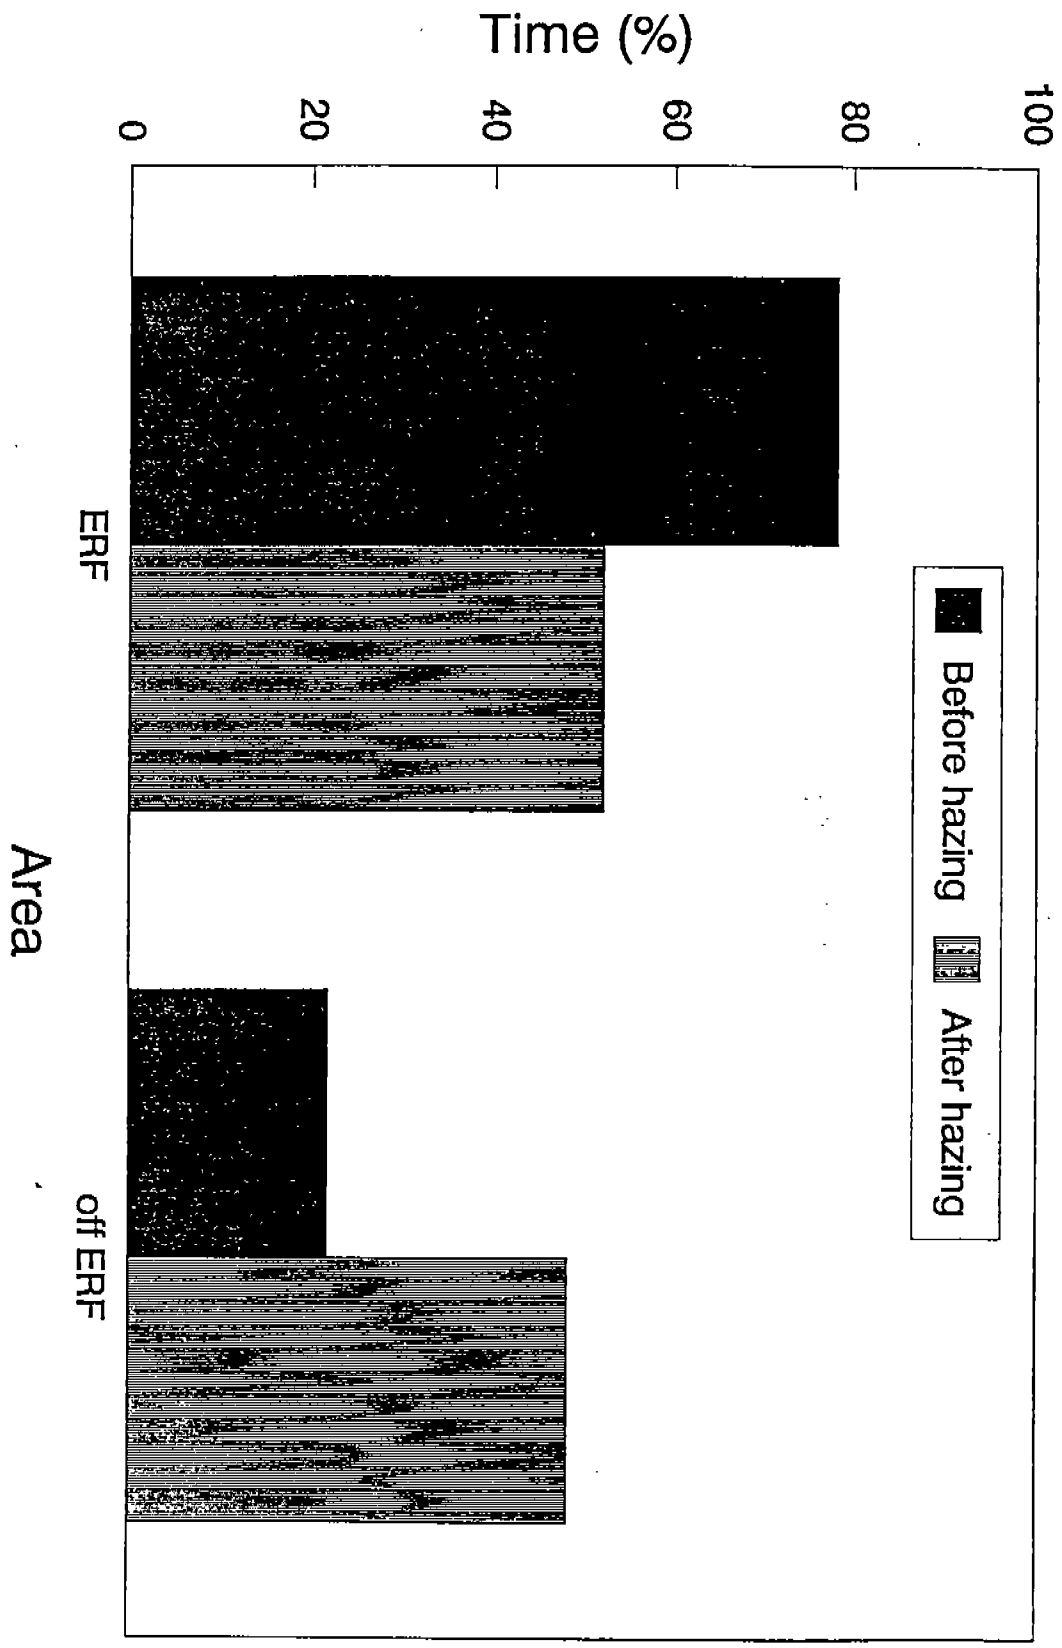 Time (%)
100
80
60
40
20
0
Before hazing
After hazing
ERF
off ERF
Area